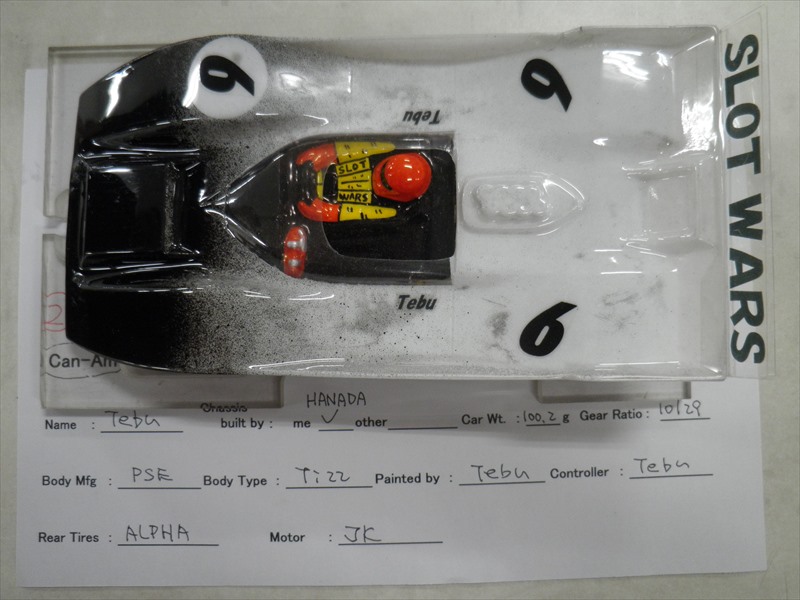 6
6
Tebu
SLOT
WARS
Tebu
6
SLOT WARS
Can-Am
Name : Tebu Chassis built by : me ✓ HANADA other Car Wt. : 100.2 g Gear Ratio : 10/29
Body Mfg : PSE Body Type : Ti22 Painted by : Tebu Controller : Tebu
Rear Tires : ALPHA Motor : JK